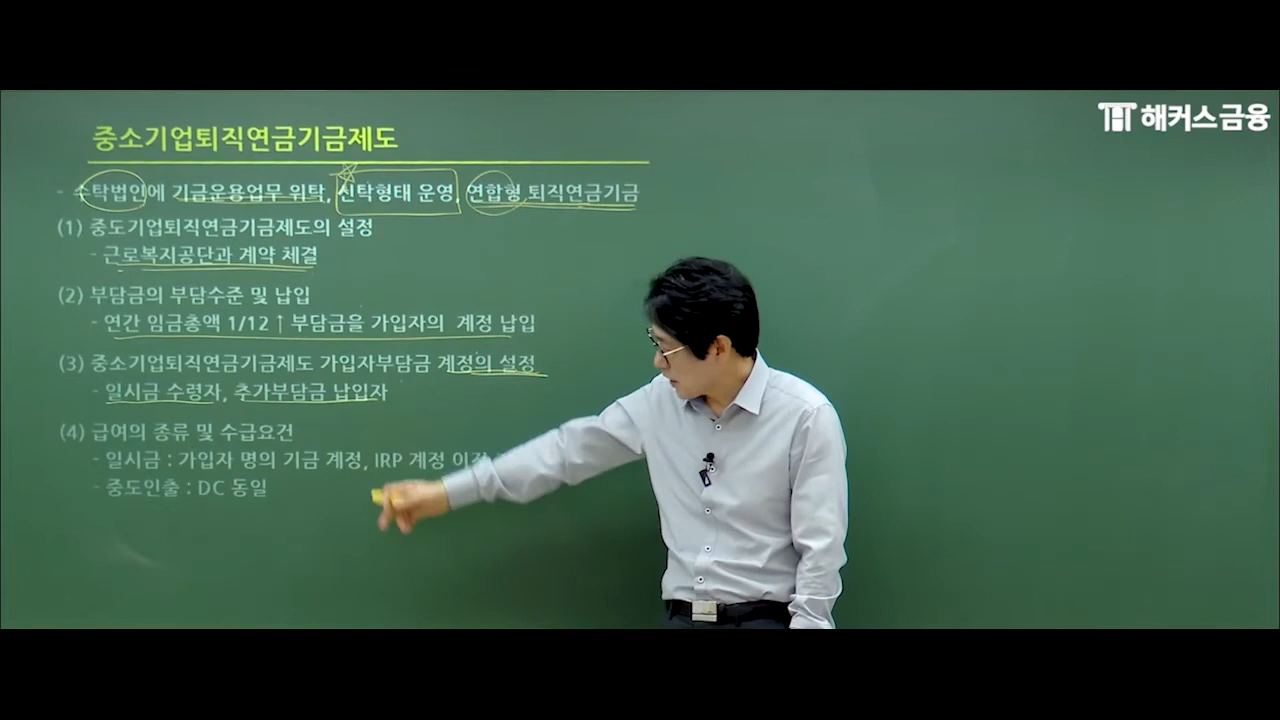 해커스금융
중소기업퇴직연금기금제도
- 수탁법인에 기금운용업무 위탁, 신탁형태 운영, 연합형 퇴직연금기금
(1) 중도기업퇴직연금기금제도의 설정
- 근로복지공단과 계약 체결
(2) 부담금의 부담수준 및 납입
- 연간 임금총액 1/12 ↑ 부담금을 가입자의 계정 납입
(3) 중소기업퇴직연금기금제도 가입자부담금 계정의 설정
- 일시금 수령자, 추가부담금 납입자
(4) 급여의 종류 및 수급요건
- 일시금 : 가입자 명의 기금 계정, IRP 계정 이전
- 중도인출 : DC 동일